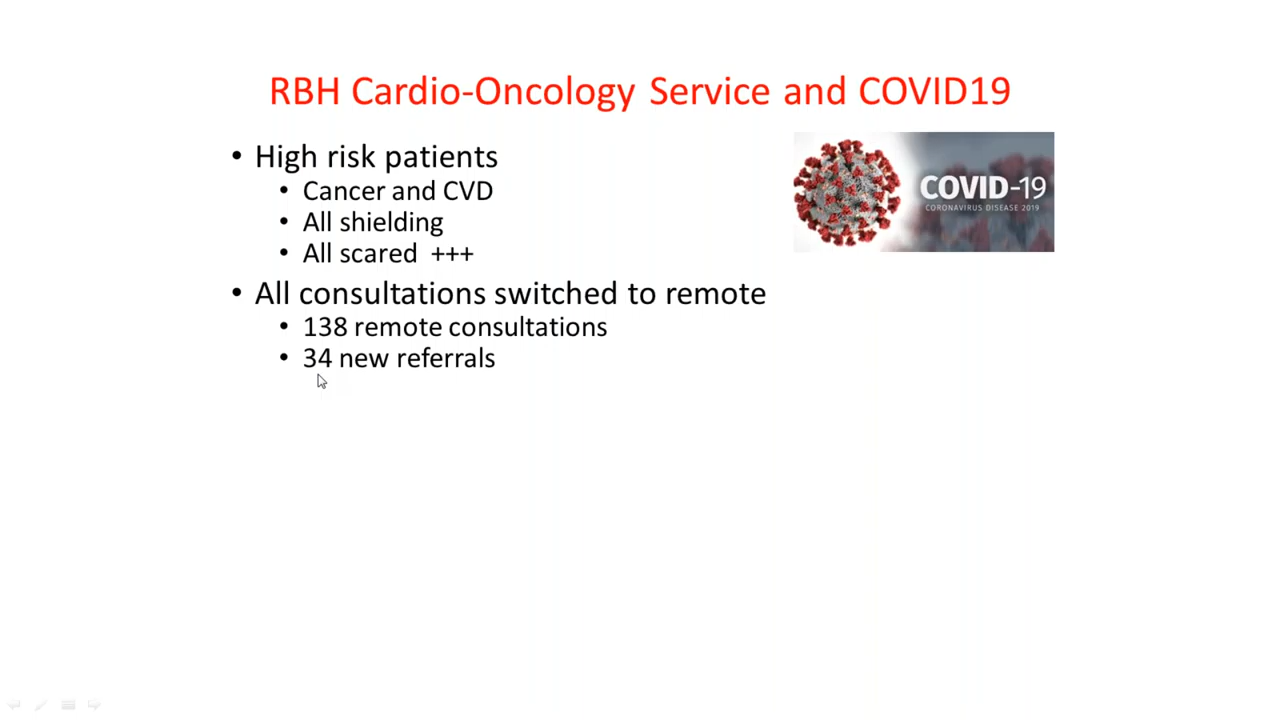 RBH Cardio-Oncology Service and COVID19
• High risk patients
• Cancer and CVD
• All shielding
• All scared +++
• All consultations switched to remote
• 138 remote consultations
• 34 new referrals
COVID-19
CORONAVIRUS DISEASE 2019